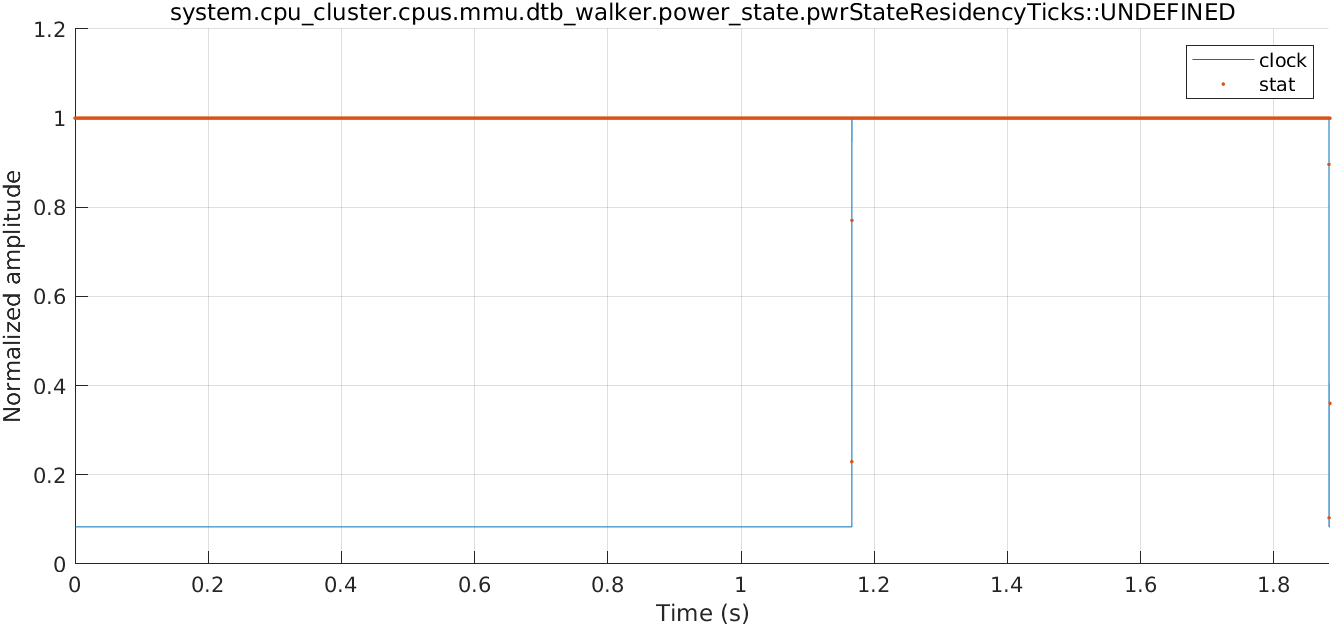 system.cpu_cluster.cpus.mmu.dtb_walker.power_state.pwrStateResidencyTicks::UNDEFINED
1.2
1
0.8
0.6
0.4
0.2
0
Normalized amplitude
clock
stat
0 0.2 0.4 0.6 0.8 1 1.2 1.4 1.6 1.8
Time (s)